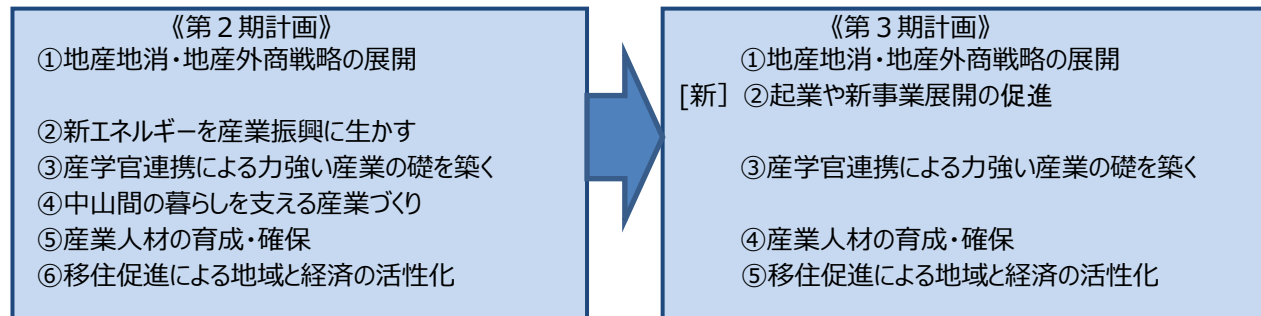 《第２期計画》
①地産地消・地産外商戦略の展開
②新エネルギーを産業振興に生かす
③産学官連携による力強い産業の礎を築く
④中山間の暮らしを支える産業づくり
⑤産業人材の育成・確保
⑥移住促進による地域と経済の活性化
《第３期計画》
①地産地消・地産外商戦略の展開
[新］②起業や新事業展開の促進
③産学官連携による力強い産業の礎を築く
④産業人材の育成・確保
⑤移住促進による地域と経済の活性化